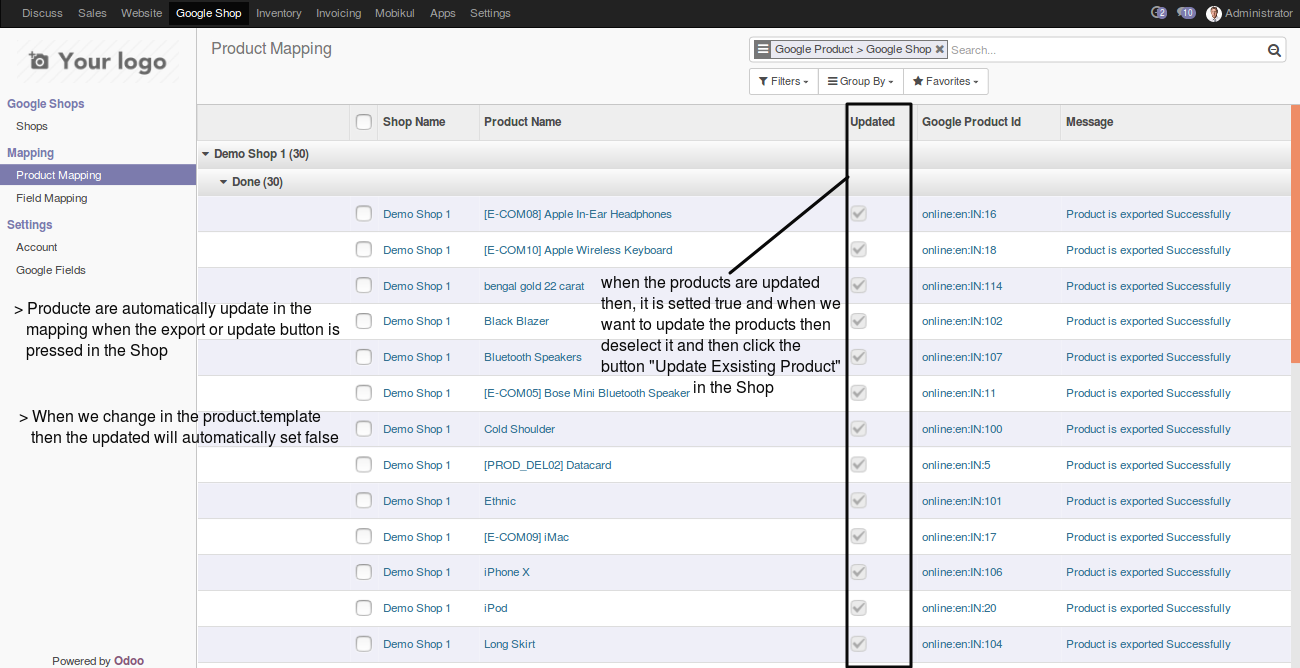 Discuss Sales Website Google Shop Inventory Invoicing Mobikul Apps Settings 2 10 Administrator
Your logo
Product Mapping
Google Product > Google Shop Search...
Filters Group By Favorites
Google Shops
Shops
Mapping
Product Mapping
Field Mapping
Settings
Account
Google Fields
> Producte are automatically update in the
mapping when the export or update button is
pressed in the Shop
> When we change in the product.template
then the updated will automatically set false
Powered by Odoo
Shop Name Product Name Updated Google Product Id Message
Demo Shop 1 (30)
Done (30)
Demo Shop 1 [E-COM08] Apple In-Ear Headphones online:en:IN:16 Product is exported Successfully
Demo Shop 1 [E-COM10] Apple Wireless Keyboard online:en:IN:18 Product is exported Successfully
Demo Shop 1 bengal gold 22 carat online:en:IN:114 Product is exported Successfully
Demo Shop 1 Black Blazer online:en:IN:102 Product is exported Successfully
Demo Shop 1 Bluetooth Speakers online:en:IN:107 Product is exported Successfully
Demo Shop 1 [E-COM05] Bose Mini Bluetooth Speaker online:en:IN:11 Product is exported Successfully
Demo Shop 1 Cold Shoulder online:en:IN:100 Product is exported Successfully
Demo Shop 1 [PROD_DEL02] Datacard online:en:IN:5 Product is exported Successfully
Demo Shop 1 Ethnic online:en:IN:101 Product is exported Successfully
Demo Shop 1 [E-COM09] iMac online:en:IN:17 Product is exported Successfully
Demo Shop 1 iPhone X online:en:IN:106 Product is exported Successfully
Demo Shop 1 iPod online:en:IN:20 Product is exported Successfully
Demo Shop 1 Long Skirt online:en:IN:104 Product is exported Successfully
when the products are updated
then, it is setted true and when we
want to update the products then
deselect it and then click the
button "Update Exsisting Product"
in the Shop